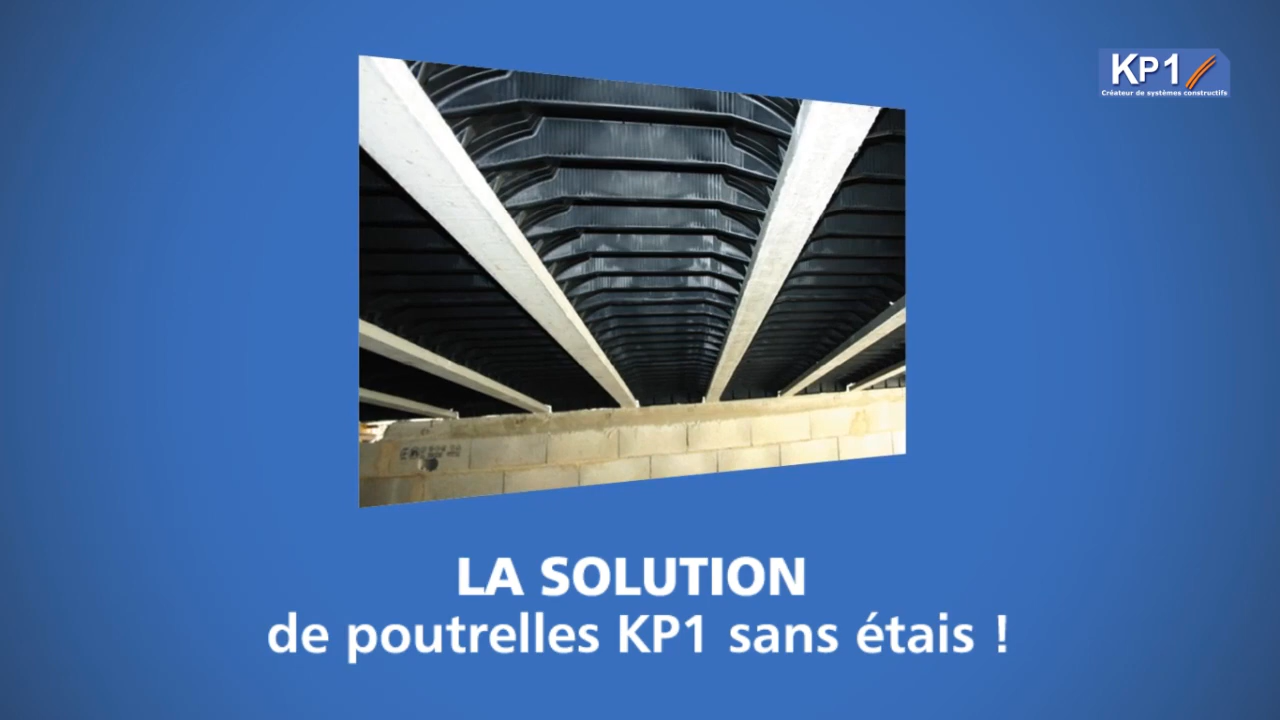 KP1
Créateur de systèmes constructifs
LA SOLUTION
de poutrelles KP1 sans étais !